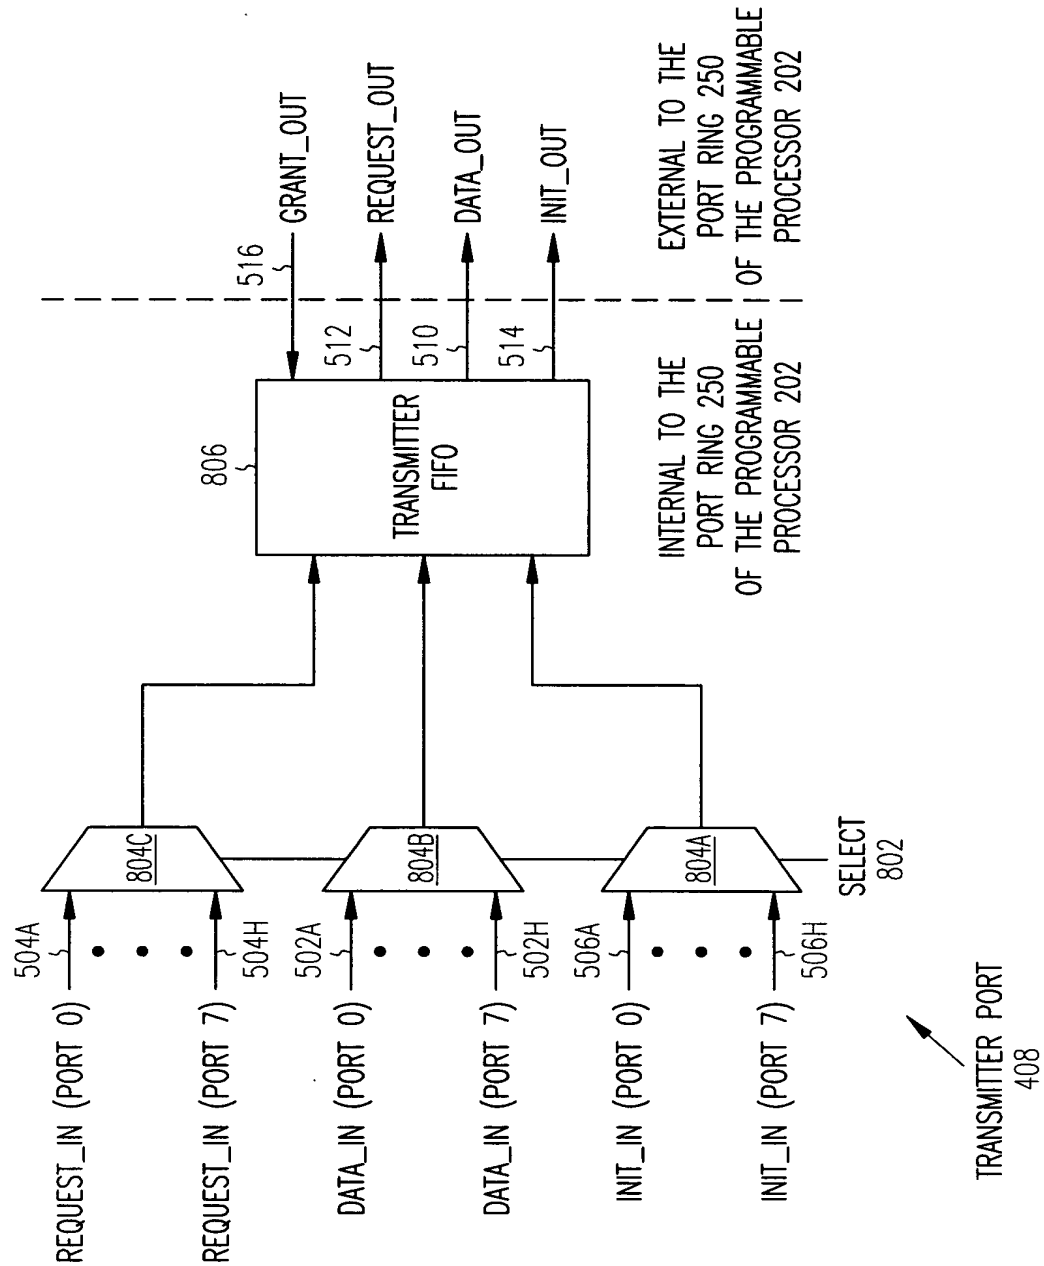 REQUEST_IN (PORT 0)
504A
REQUEST_IN (PORT 7)
504H
804C
DATA_IN (PORT 0)
502A
DATA_IN (PORT 7)
502H
804B
INIT_IN (PORT 0)
506A
INIT_IN (PORT 7)
506H
804A
SELECT
802
806
TRANSMITTER
FIFO
516
GRANT_OUT
512
REQUEST_OUT
510
DATA_OUT
514
INIT_OUT
INTERNAL TO THE
PORT RING 250
OF THE PROGRAMMABLE
PROCESSOR 202
EXTERNAL TO THE
PORT RING 250
OF THE PROGRAMMABLE
PROCESSOR 202
TRANSMITTER PORT
408